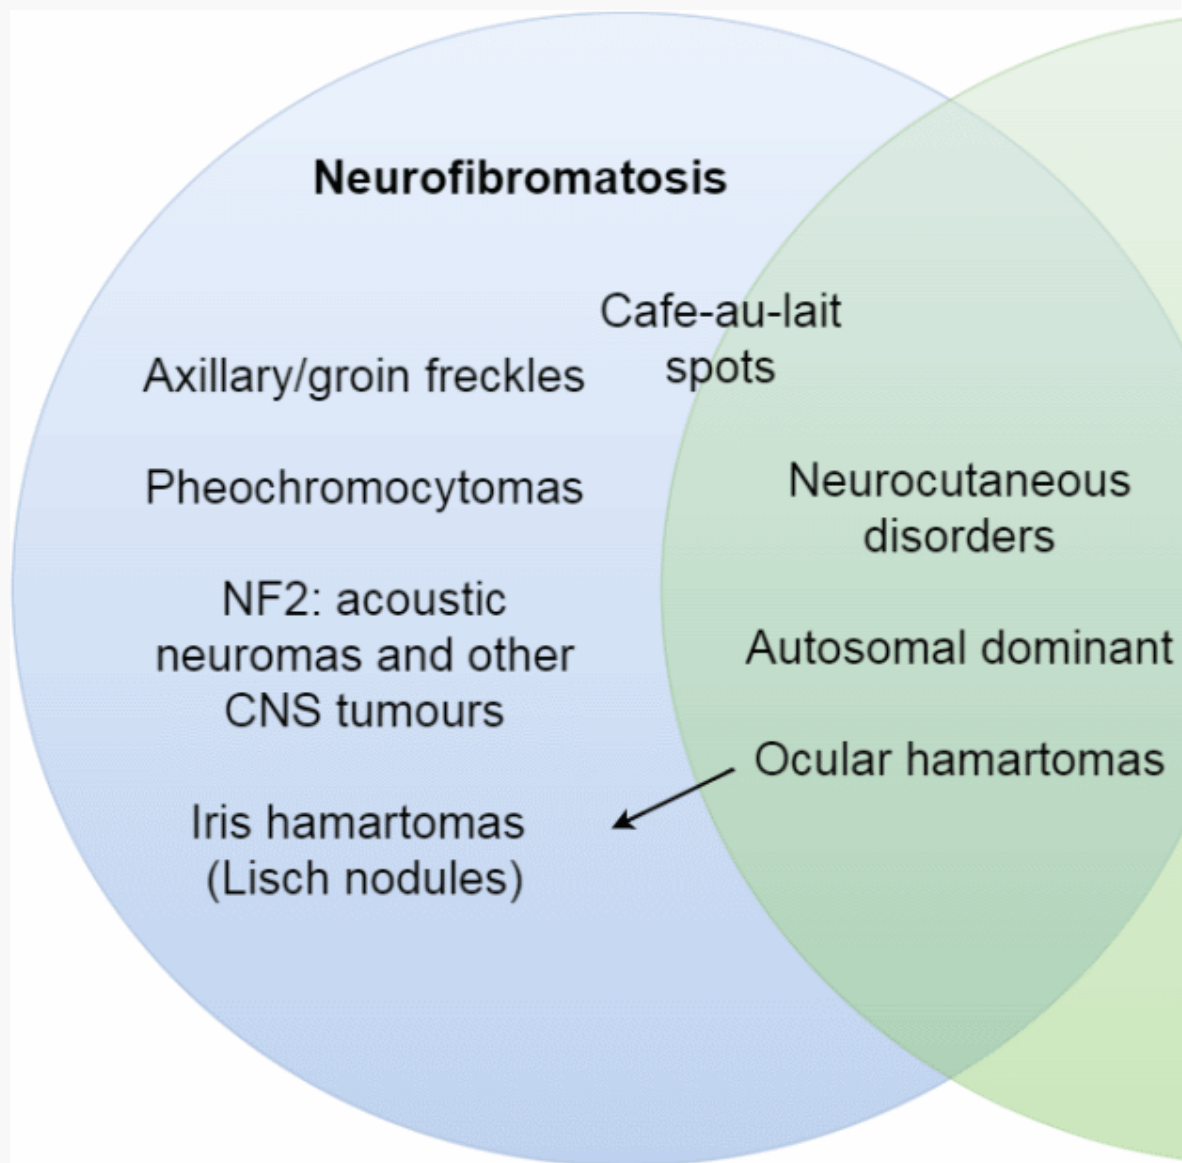 Neurofibromatosis
Cafe-au-lait
spots
Axillary/groin freckles
Pheochromocytomas
NF2: acoustic
neuromas and other
CNS tumours
Iris hamartomas
(Lisch nodules)
Neurocutaneous
disorders
Autosomal dominant
Ocular hamartomas